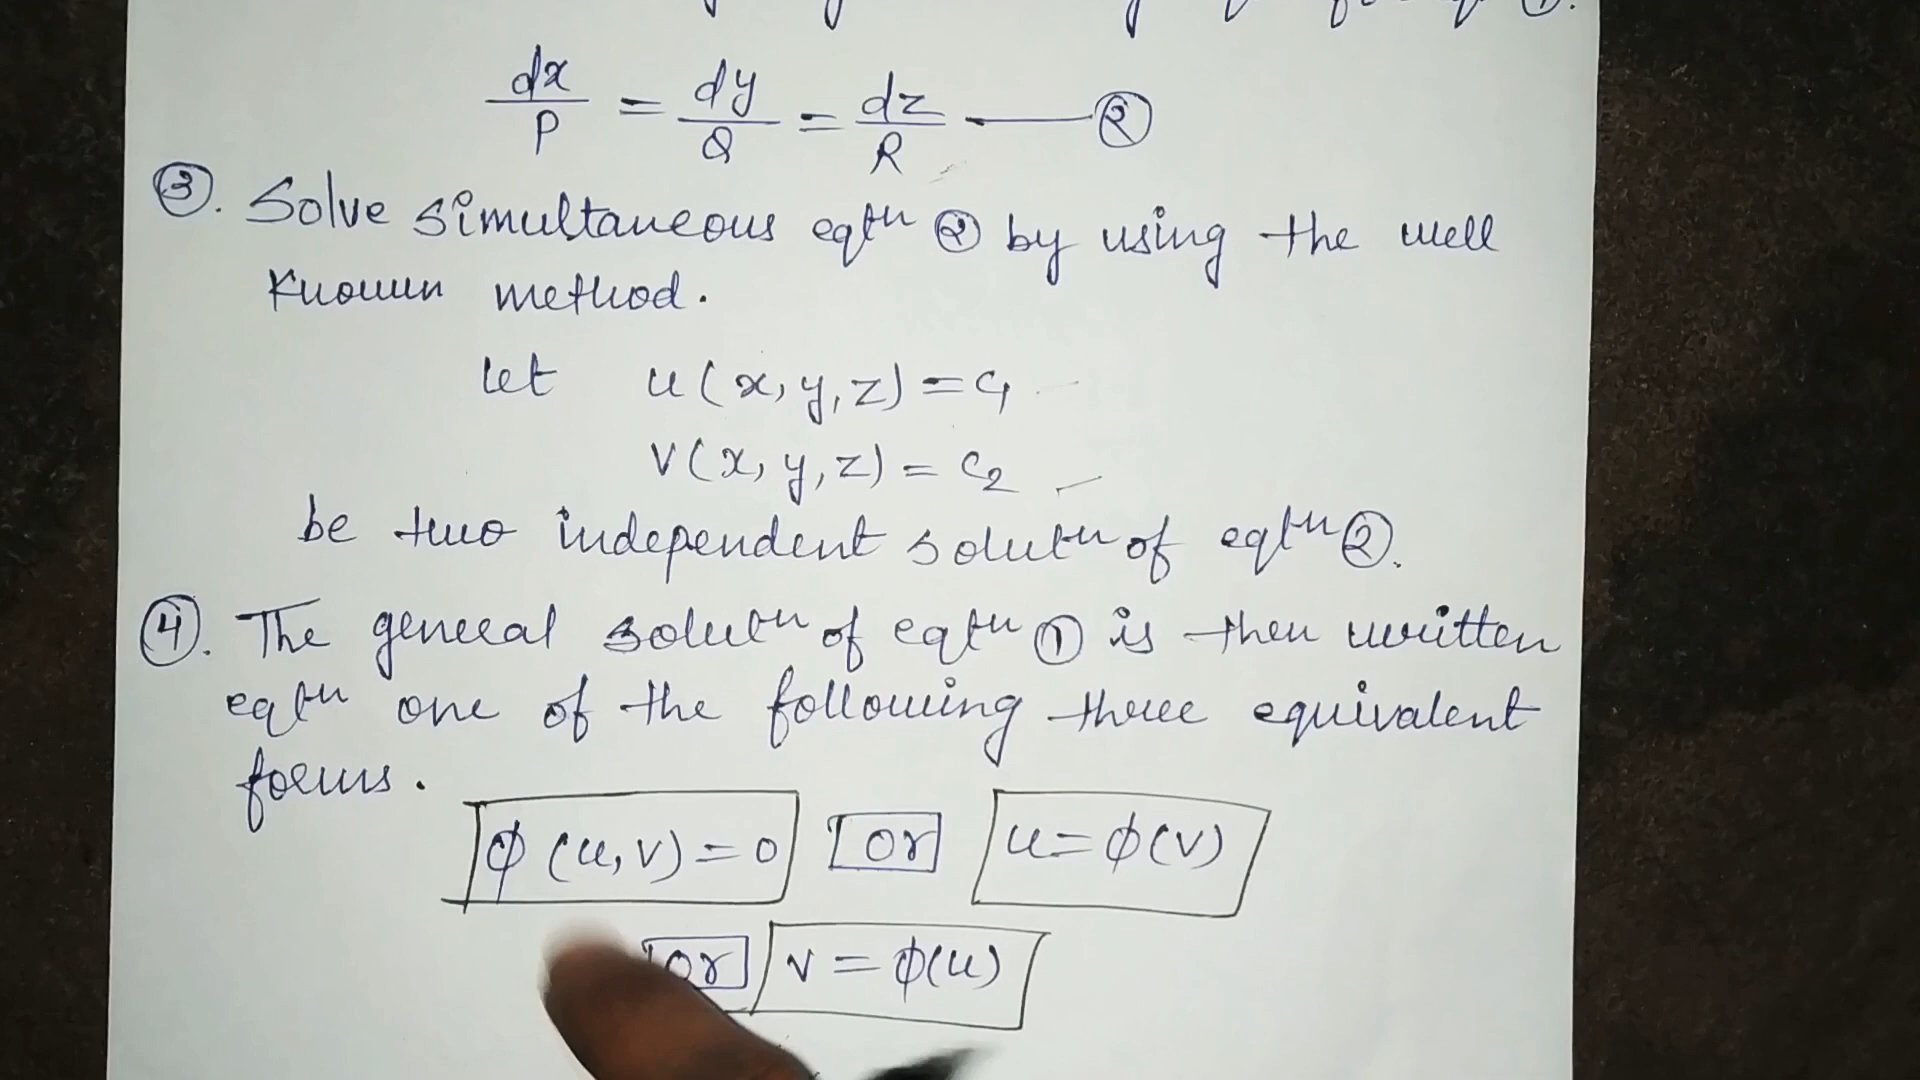 dx/P = dy/Q = dz/R — ②
③. Solve simultaneous eqtn ② by using the well
Known method.
let u(x,y,z) = c₁
v(x,y,z) = c₂
be two independent solutn of eqtn ②.
④. The general solutn of eqtn ① is then written
eqtn one of the following three equivalent
forms.
ϕ(u,v)=0 or u=ϕ(v)
or v=ϕ(u)